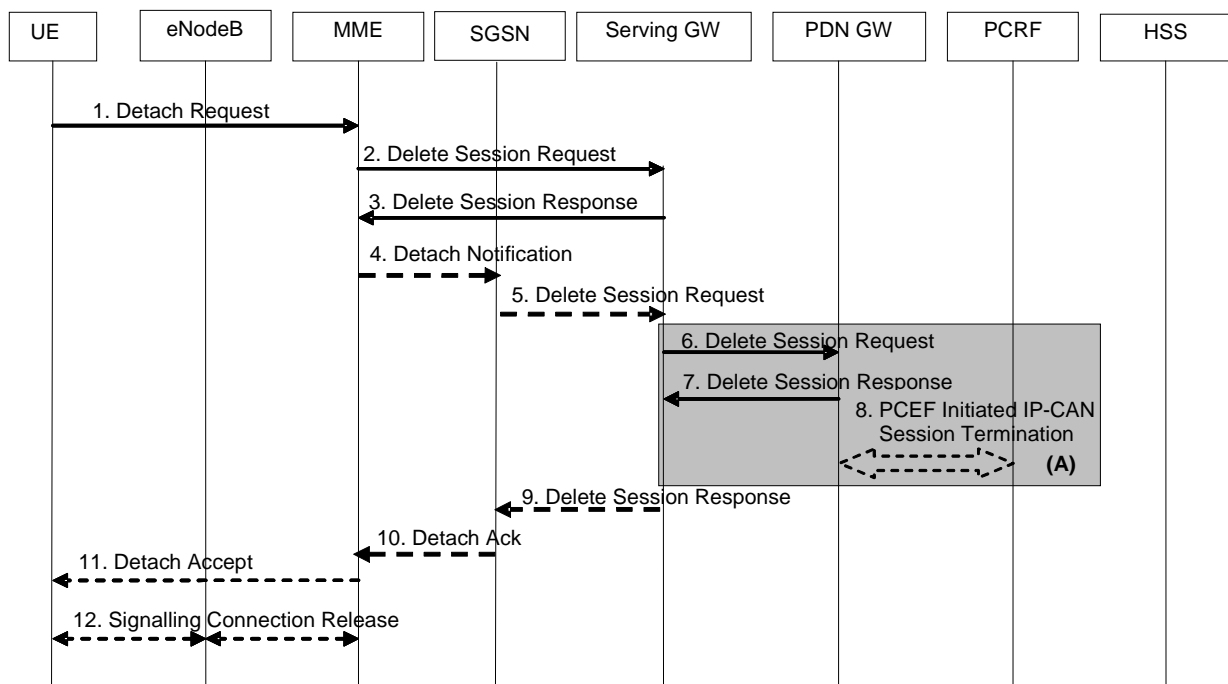 UE
eNodeB
MME
SGSN
Serving GW
PDN GW
PCRF
HSS
1. Detach Request
2. Delete Session Request
3. Delete Session Response
4. Detach Notification
5. Delete Session Request
6. Delete Session Request
7. Delete Session Response
8. PCEF Initiated IP-CAN
Session Termination
(A)
9. Delete Session Response
10. Detach Ack
11. Detach Accept
12. Signalling Connection Release